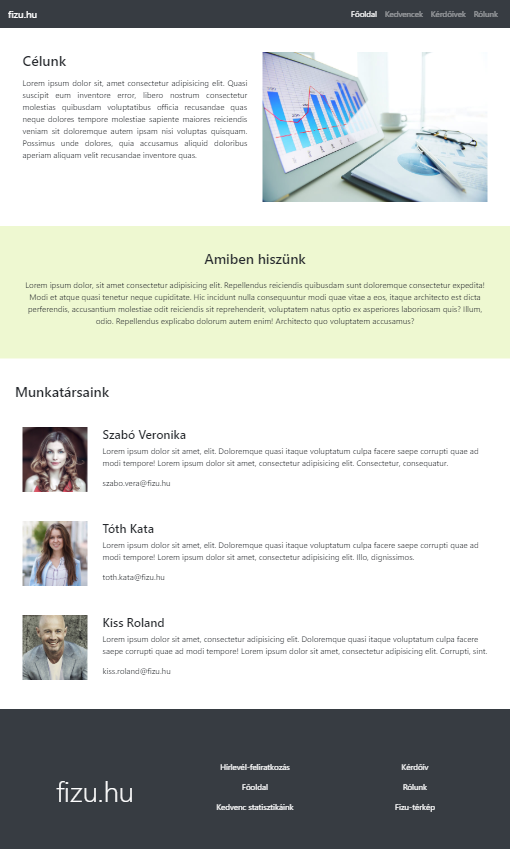 fizu.hu
Főoldal Kedvencek Kérdőívek Rólunk
Célunk
Lorem ipsum dolor sit, amet consectetur adipisicing elit. Quasi
suscipit eum inventore error, libero nostrum consectetur
molestias quibusdam voluptatibus officia recusandae quas
neque dolores tempore molestiae sapiente maiores reiciendis
veniam sit doloremque autem ipsam nisi voluptas quisquam.
Possimus unde dolores, quia accusamus aliquid doloribus
aperiam aliquam velit recusandae inventore quas.
Amiben hiszünk
Lorem ipsum dolor, sit amet consectetur adipisicing elit. Repellendus reiciendis quibusdam sunt doloremque consectetur expedita!
Modi et atque quasi tenetur neque cupiditate. Hic incidunt nulla consequuntur modi quae vitae a eos, itaque architecto est dicta
perferendis, accusantium molestiae odit reiciendis sit reprehenderit, voluptatem natus optio ex asperiores laboriosam quis? Illum,
odio. Repellendus explicabo dolorum autem enim! Architecto quo voluptatem accusamus?
Munkatársaink
Szabó Veronika
Lorem ipsum dolor sit amet, elit. Doloremque quasi itaque voluptatum culpa facere saepe corrupti quae ad
modi tempore! Lorem ipsum dolor sit amet, consectetur adipisicing elit. Consectetur, consequatur.
szabo.vera@fizu.hu
Tóth Kata
Lorem ipsum dolor sit amet, elit. Doloremque quasi itaque voluptatum culpa facere saepe corrupti quae ad
modi tempore! Lorem ipsum dolor sit amet, consectetur adipisicing elit. Illo, dignissimos.
toth.kata@fizu.hu
Kiss Roland
Lorem ipsum dolor sit amet, consectetur adipisicing elit. Doloremque quasi itaque voluptatum culpa facere
saepe corrupti quae ad modi tempore! Lorem ipsum dolor sit amet, consectetur adipisicing elit. Corrupti, sint.
kiss.roland@fizu.hu
fizu.hu
Hírlevél-feliratkozás
Főoldal
Kedvenc statisztikáink
Kérdőív
Rólunk
Fizu-térkép